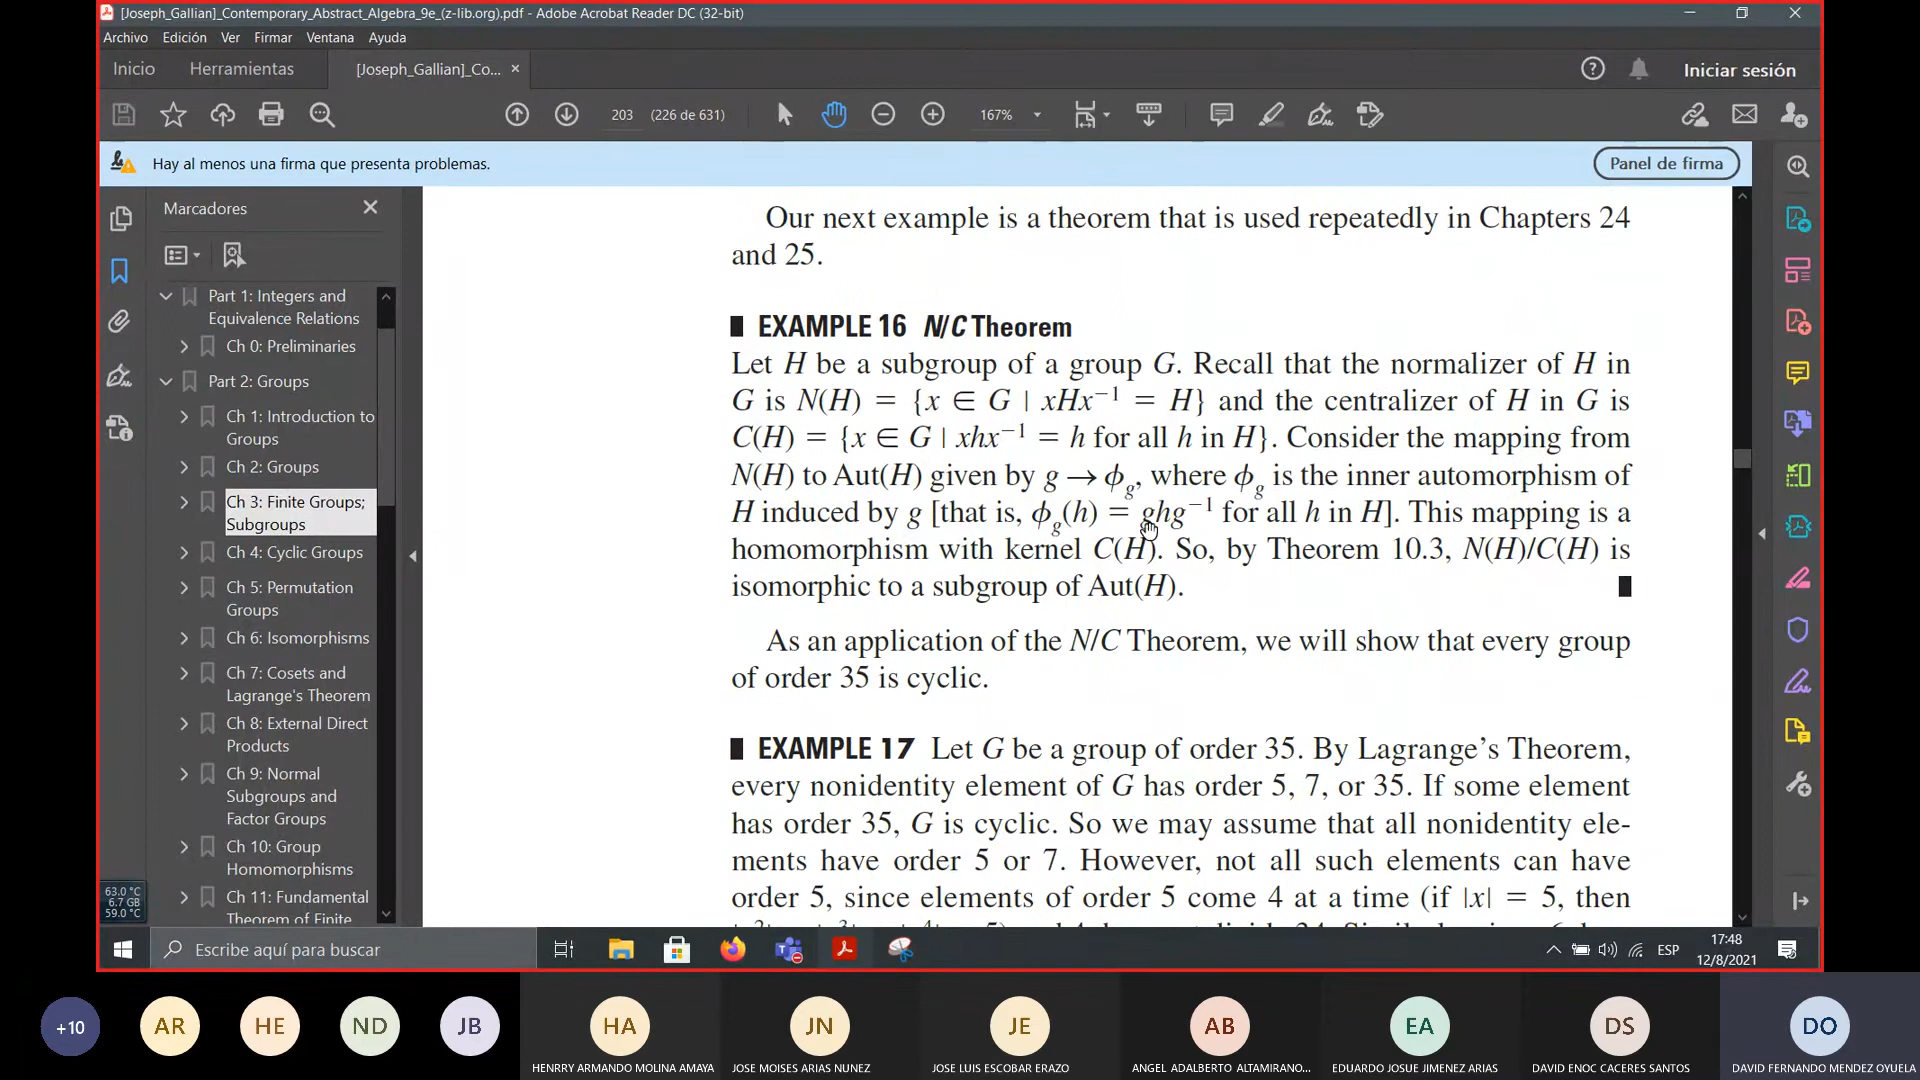 [Joseph_Gallian]_Contemporary_Abstract_Algebra_9e_(z-lib.org).pdf - Adobe Acrobat Reader DC (32-bit)
Archivo Edición Ver Firmar Ventana Ayuda
Inicio Herramientas [Joseph_Gallian]_Co... × Iniciar sesión
203 (226 de 631) 167%
Hay al menos una firma que presenta problemas. Panel de firma
Marcadores
Part 1: Integers and
Equivalence Relations
Ch 0: Preliminaries
Part 2: Groups
Ch 1: Introduction to
Groups
Ch 2: Groups
Ch 3: Finite Groups;
Subgroups
Ch 4: Cyclic Groups
Ch 5: Permutation
Groups
Ch 6: Isomorphisms
Ch 7: Cosets and
Lagrange's Theorem
Ch 8: External Direct
Products
Ch 9: Normal
Subgroups and
Factor Groups
Ch 10: Group
Homomorphisms
Ch 11: Fundamental
Theorem of Finite
Our next example is a theorem that is used repeatedly in Chapters 24
and 25.
EXAMPLE 16 N/C Theorem
Let H be a subgroup of a group G. Recall that the normalizer of H in
G is N(H) = {x ∈ G | xHx⁻¹ = H} and the centralizer of H in G is
C(H) = {x ∈ G | xhx⁻¹ = h for all h in H}. Consider the mapping from
N(H) to Aut(H) given by g → ϕg, where ϕg is the inner automorphism of
H induced by g [that is, ϕg(h) = ghg⁻¹ for all h in H]. This mapping is a
homomorphism with kernel C(H). So, by Theorem 10.3, N(H)/C(H) is
isomorphic to a subgroup of Aut(H).
As an application of the N/C Theorem, we will show that every group
of order 35 is cyclic.
EXAMPLE 17 Let G be a group of order 35. By Lagrange's Theorem,
every nonidentity element of G has order 5, 7, or 35. If some element
has order 35, G is cyclic. So we may assume that all nonidentity ele-
ments have order 5 or 7. However, not all such elements can have
order 5, since elements of order 5 come 4 at a time (if |x| = 5, then
63.0 °C
6.7 GB
59.0 °C
Escribe aquí para buscar
ESP
17:48
12/8/2021
+10 AR HE ND JB HA JN JE AB EA DS DO
HENRRY ARMANDO MOLINA AMAYA
JOSE MOISES ARIAS NUNEZ
JOSE LUIS ESCOBAR ERAZO
ANGEL ADALBERTO ALTAMIRANO...
EDUARDO JOSUE JIMENEZ ARIAS
DAVID ENOC CACERES SANTOS
DAVID FERNANDO MENDEZ OYUELA